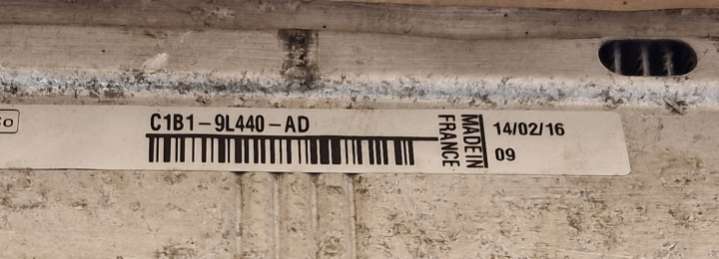 C1B1-9L440-AD
MADE IN
FRANCE
14/02/16
09